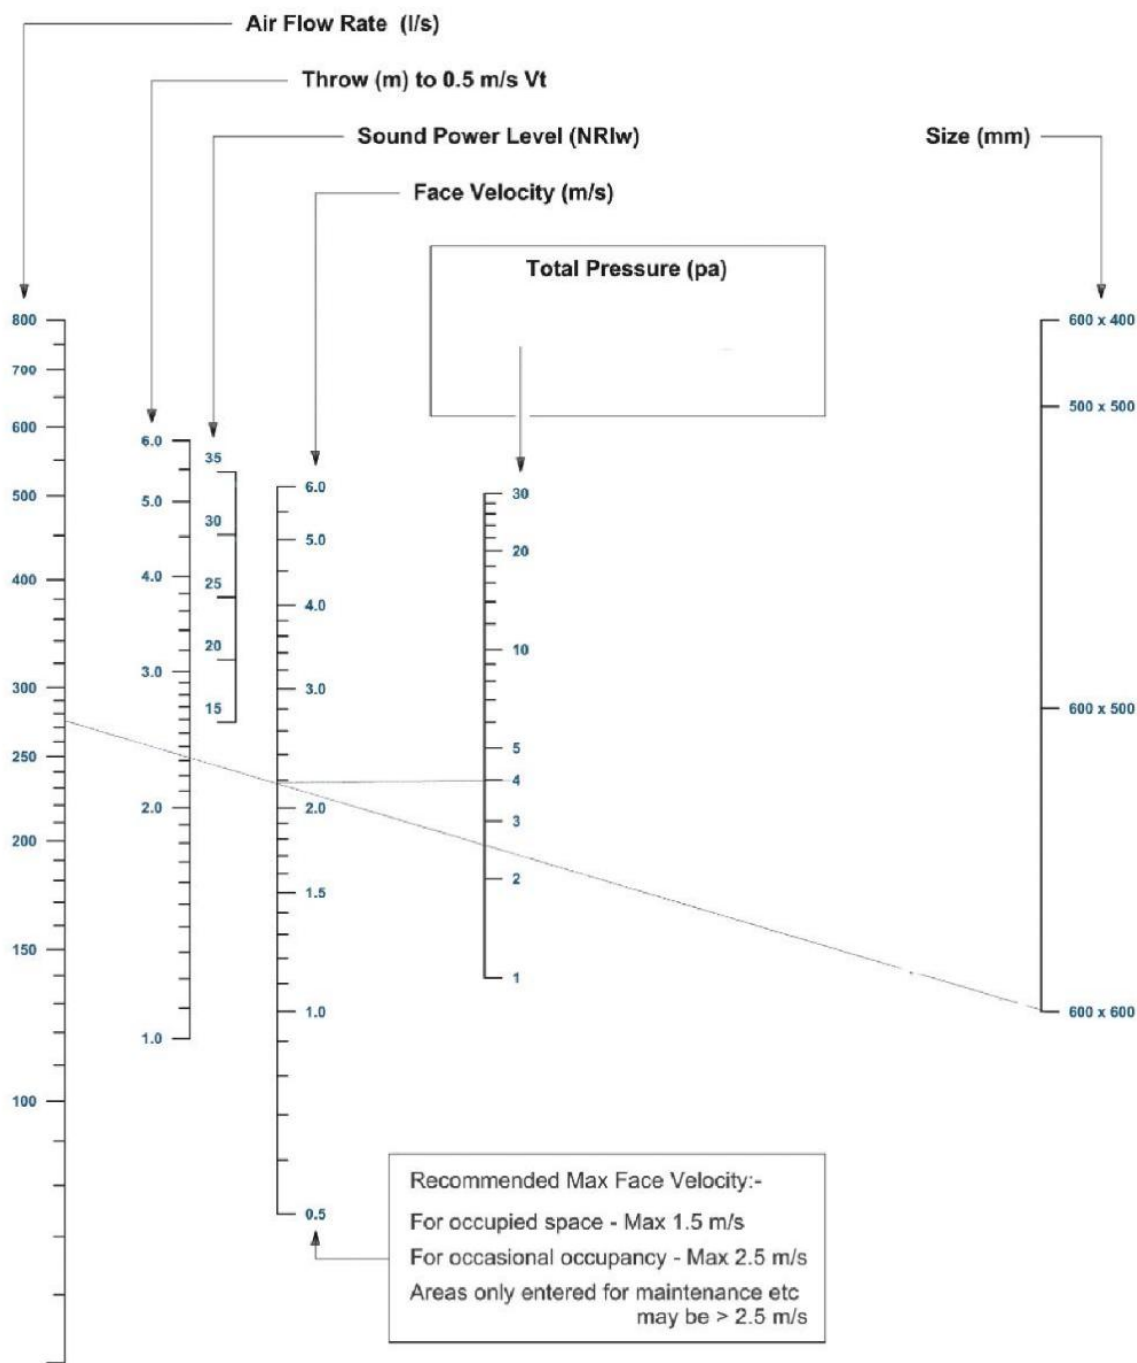 Air Flow Rate (l/s)
Throw (m) to 0.5 m/s Vt
Sound Power Level (NRlw)
Size (mm)
Face Velocity (m/s)
Total Pressure (pa)
800
700
600
500
400
300
250
200
150
100
6.0
5.0
4.0
3.0
2.0
1.0
35
30
25
20
15
6.0
5.0
4.0
3.0
2.0
1.5
1.0
0.5
30
20
10
5
4
3
2
1
600 x 400
500 x 500
600 x 500
600 x 600
Recommended Max Face Velocity:-
For occupied space - Max 1.5 m/s
For occasional occupancy - Max 2.5 m/s
Areas only entered for maintenance etc
may be > 2.5 m/s